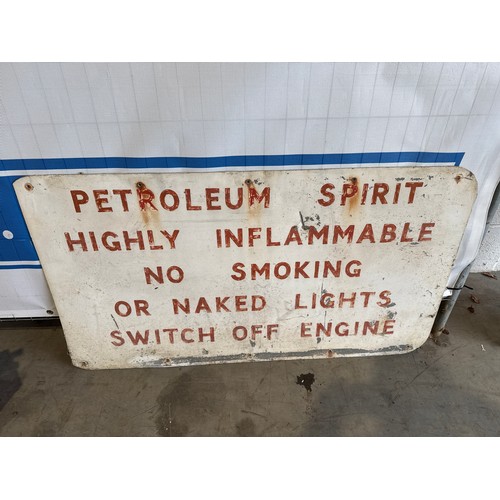 PETROLEUM SPIRIT
HIGHLY INFLAMMABLE
NO SMOKING
OR NAKED LIGHTS
SWITCH OFF ENGINE